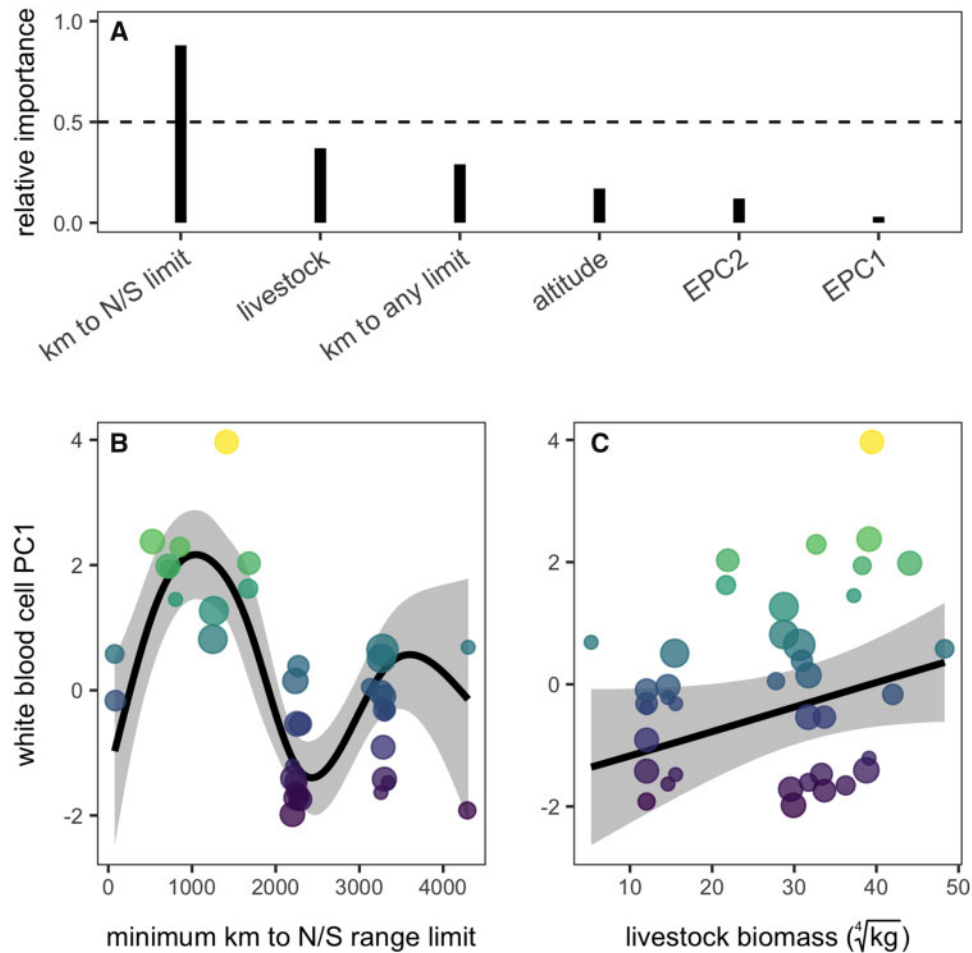 A
relative importance
1.0
0.5
0.0
km to N/S limit
livestock
km to any limit
altitude
EPC2
EPC1
B
white blood cell PC1
4
2
0
-2
0 1000 2000 3000 4000
minimum km to N/S range limit
C
4
2
0
-2
10 20 30 40 50
livestock biomass (∜kg)